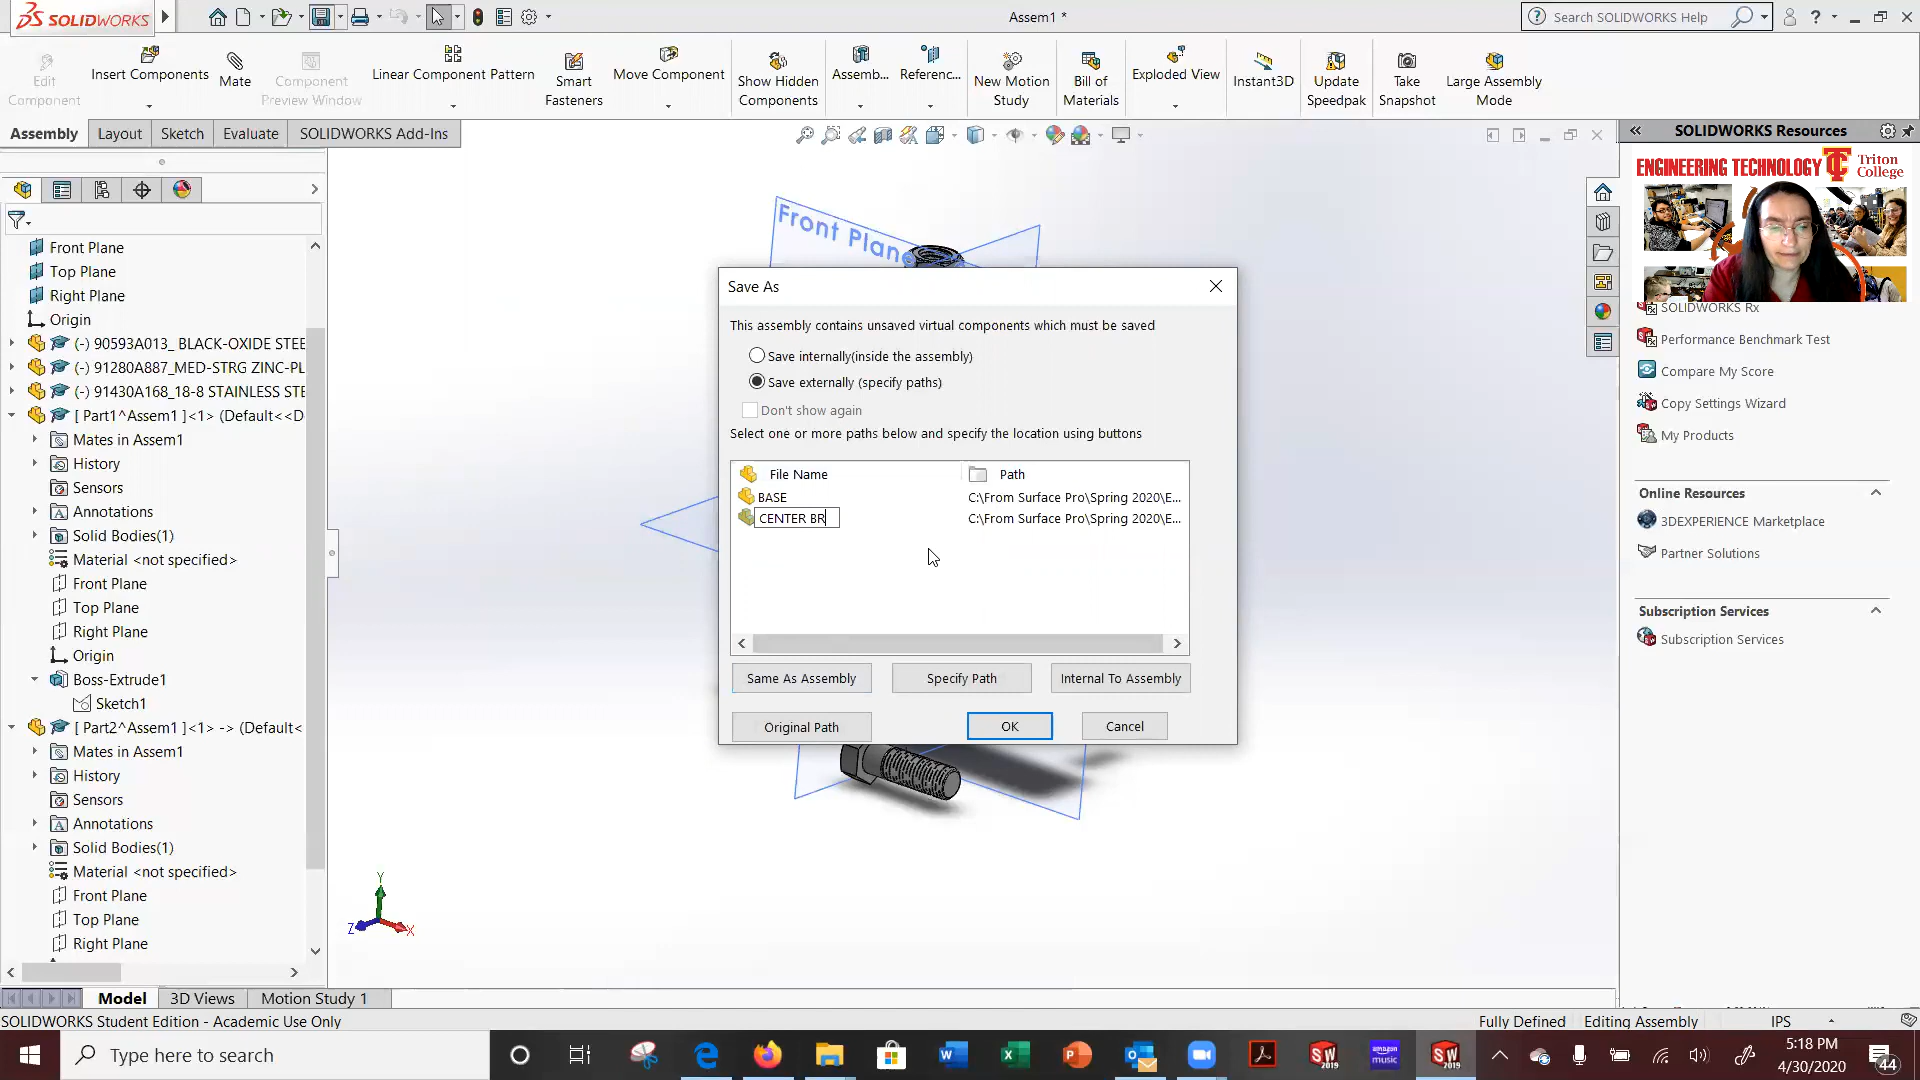 SOLIDWORKS
Assem1 *
Search SOLIDWORKS Help
Edit Component
Insert Components
Mate
Component Preview Window
Linear Component Pattern
Smart Fasteners
Move Component
Show Hidden Components
Assemb...
Referenc...
New Motion Study
Bill of Materials
Exploded View
Instant3D
Update Speedpak
Take Snapshot
Large Assembly Mode
Assembly
Layout
Sketch
Evaluate
SOLIDWORKS Add-Ins
Front Plane
Top Plane
Right Plane
Origin
(-) 90593A013_ BLACK-OXIDE STEE
(-) 91280A887_MED-STRG ZINC-PL
(-) 91430A168_18-8 STAINLESS STE
[ Part1^Assem1 ]<1> (Default<<D
Mates in Assem1
History
Sensors
Annotations
Solid Bodies(1)
Material <not specified>
Front Plane
Top Plane
Right Plane
Origin
Boss-Extrude1
Sketch1
[ Part2^Assem1 ]<1> -> (Default<
Mates in Assem1
History
Sensors
Annotations
Solid Bodies(1)
Material <not specified>
Front Plane
Top Plane
Right Plane
Front Plane
Save As
This assembly contains unsaved virtual components which must be saved
Save internally(inside the assembly)
Save externally (specify paths)
Don't show again
Select one or more paths below and specify the location using buttons
File Name Path
BASE C:\From Surface Pro\Spring 2020\E...
CENTER BR C:\From Surface Pro\Spring 2020\E...
Same As Assembly Specify Path Internal To Assembly
Original Path OK Cancel
Y
Z
X
SOLIDWORKS Resources
ENGINEERING TECHNOLOGY
Triton College
SOLIDWORKS Rx
Performance Benchmark Test
Compare My Score
Copy Settings Wizard
My Products
Online Resources
3DEXPERIENCE Marketplace
Partner Solutions
Subscription Services
Subscription Services
Model
3D Views
Motion Study 1
SOLIDWORKS Student Edition - Academic Use Only
Fully Defined
Editing Assembly
IPS
Type here to search
SW 2019
amazon music
SW 2019
5:18 PM
4/30/2020
44